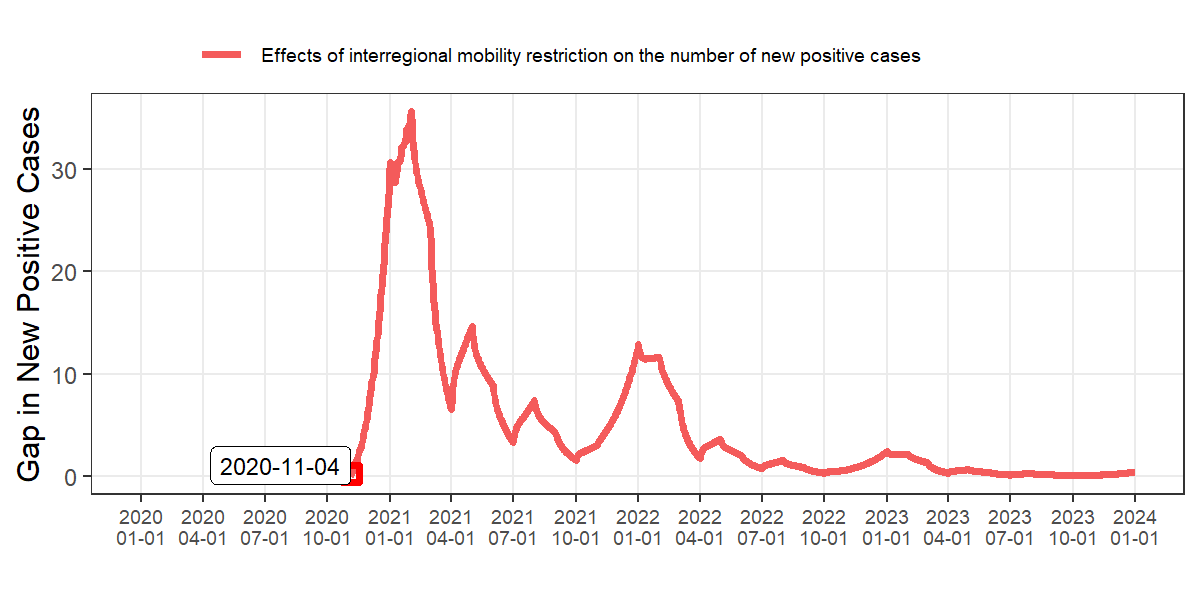 Effects of interregional mobility restriction on the number of new positive cases
Gap in New Positive Cases
30
20
10
0
2020-11-04
2020 2020 2020 2020 2021 2021 2021 2021 2022 2022 2022 2022 2023 2023 2023 2023 2024
01-01 04-01 07-01 10-01 01-01 04-01 07-01 10-01 01-01 04-01 07-01 10-01 01-01 04-01 07-01 10-01 01-01